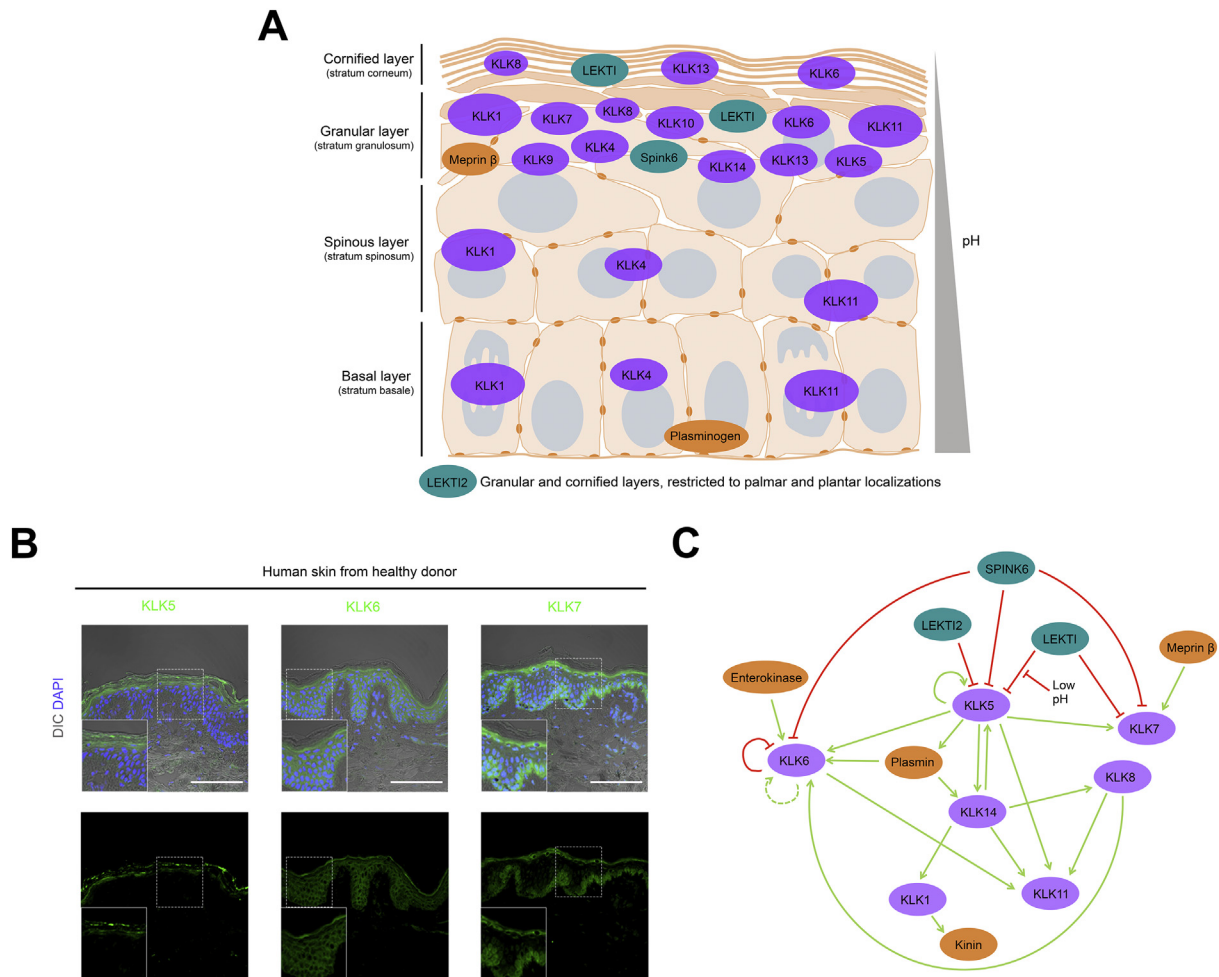 A
Cornified layer
(stratum corneum)
KLK8
LEKTI
KLK13
KLK6
Granular layer
(stratum granulosum)
KLK1
KLK7
KLK8
KLK10
LEKTI
KLK6
KLK11
Meprin β
KLK9
KLK4
Spink6
KLK14
KLK13
KLK5
Spinous layer
(stratum spinosum)
KLK1
KLK4
KLK11
pH
Basal layer
(stratum basale)
KLK1
KLK4
KLK11
Plasminogen
LEKTI2 Granular and cornified layers, restricted to palmar and plantar localizations
B
Human skin from healthy donor
KLK5 KLK6 KLK7
DIC DAPI
C
SPINK6
LEKTI2
LEKTI
Meprin β
Enterokinase
Low
pH
KLK5
KLK7
KLK6
Plasmin
KLK8
KLK14
KLK1
KLK11
Kinin